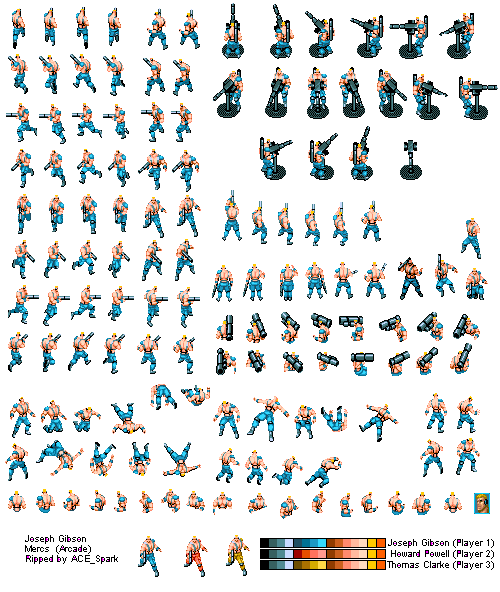 Joseph Gibson
Mercs (Arcade)
Ripped by ACE_Spark
Joseph Gibson (Player 1)
Howard Powell (Player 2)
Thomas Clarke (Player 3)